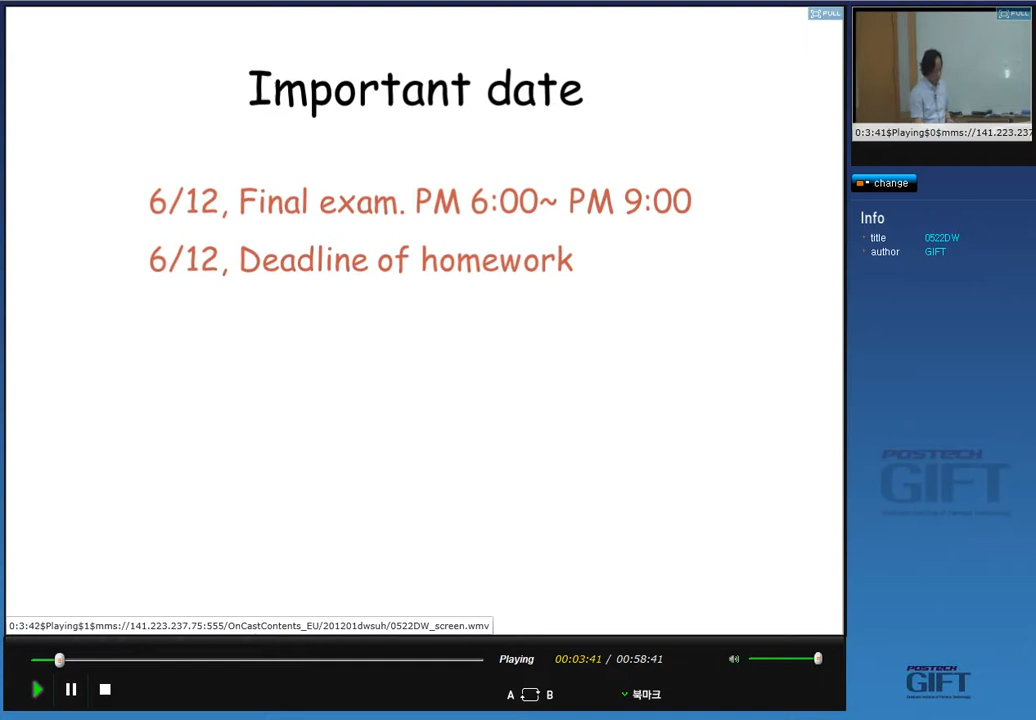 FULL
Important date
6/12, Final exam. PM 6:00~ PM 9:00
6/12, Deadline of homework
0:3:42$Playing$1$mms://141.223.237.75:555/OnCastContents_EU/201201dwsuh/0522DW_screen.wmv
Playing 00:03:41 / 00:58:41
A B
북마크
FULL
0:3:41$Playing$0$mms://141.223.237
change
Info
title 0522DW
author GIFT
POSTECH
GIFT
POSTECH
GIFT